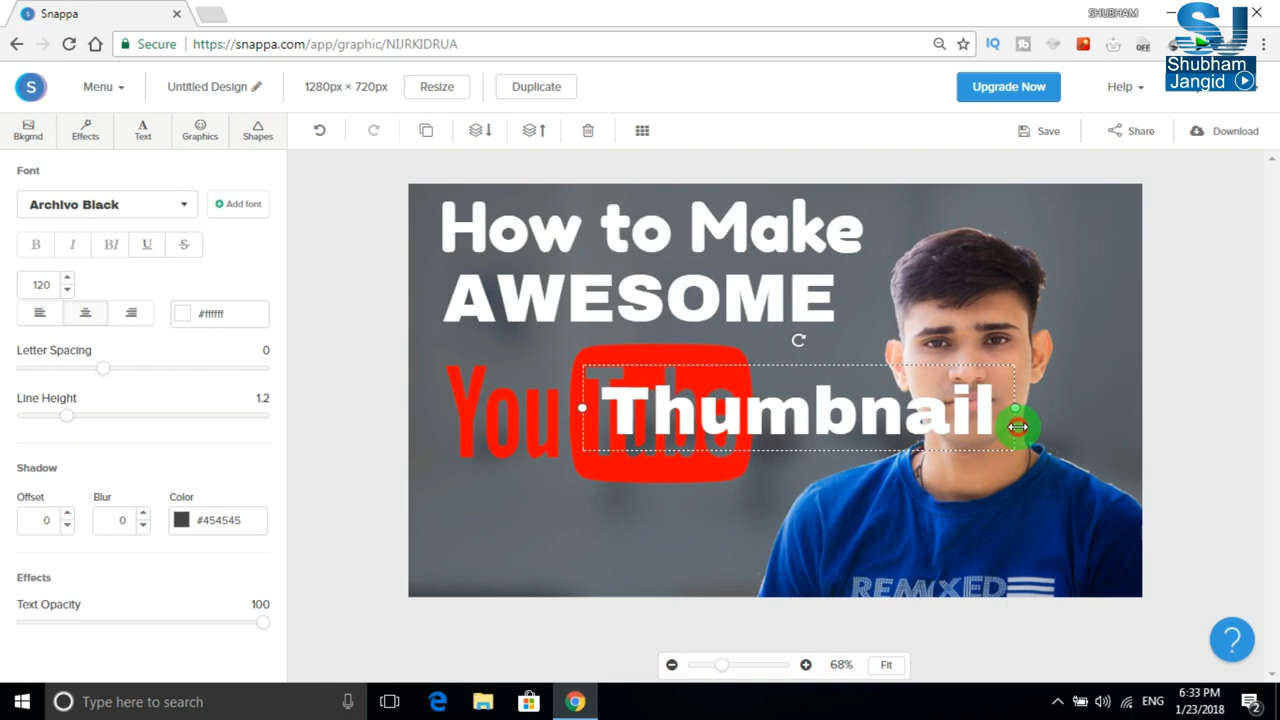 Snappa
SHUBHAM
Secure
https://snappa.com/app/graphic/NIJRKIDRUA
IQ
OFF
SJ
Shubham
Jangid
S
Menu
Untitled Design
1280px × 720px
Resize
Duplicate
Upgrade Now
Help
Bkgrnd
Effects
Text
Graphics
Shapes
Save
Share
Download
Font
Archivo Black
Add font
B
I
BI
U
S
120
#ffffff
Letter Spacing
0
Line Height
1.2
Shadow
Offset
Blur
Color
0
0
#454545
Effects
Text Opacity
100
How to Make
AWESOME
You Tube
Thumbnail
REMIXED
68%
Fit
?
Type here to search
ENG
6:33 PM
1/23/2018
2